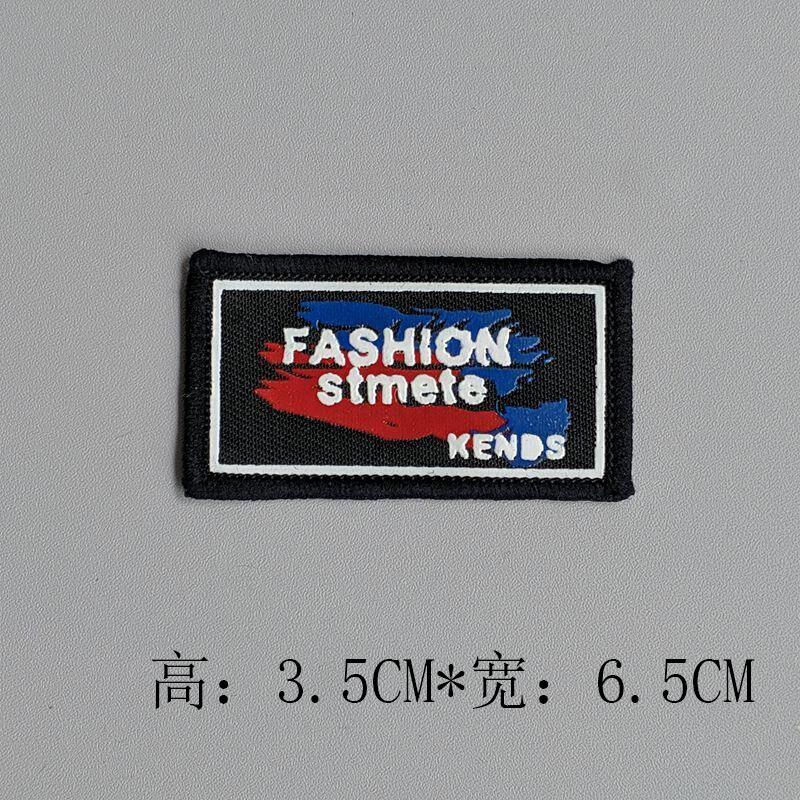 FASHION
stmete
KENDS
高：3.5CM*宽：6.5CM